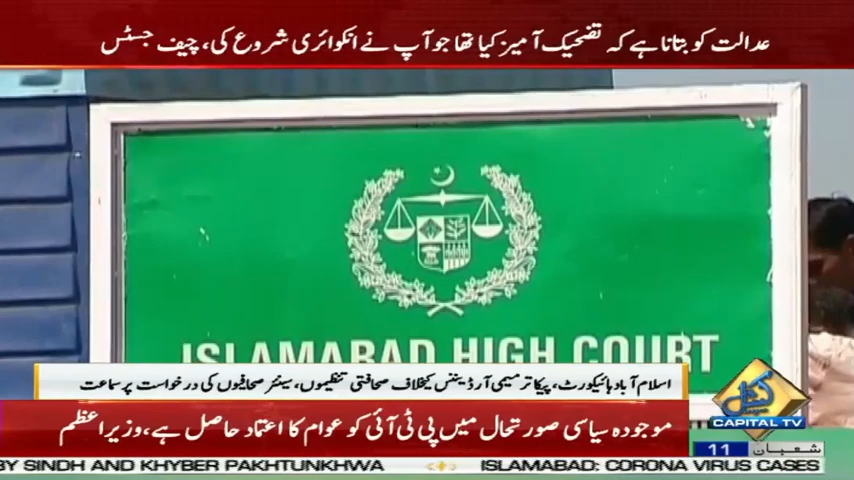 عدالت کو بتانا ہے کہ تضحیک آمیز کیا تھا جو آپ نے انکوائری شروع کی، چیف جسٹس
ISLAMABAD HIGH COURT
اسلام آباد ہائیکورٹ، پیکا ترمیمی آرڈیننس کیخلاف صحافتی تنظیموں، سینئر صحافیوں کی درخواست پر سماعت
موجودہ سیاسی صورتحال میں پی ٹی آئی کو عوام کا اعتماد حاصل ہے، وزیراعظم
کیپیٹل
CAPITAL TV
11 شعبان
BY SINDH AND KHYBER PAKHTUNKHWA ISLAMABAD: CORONA VIRUS CASES